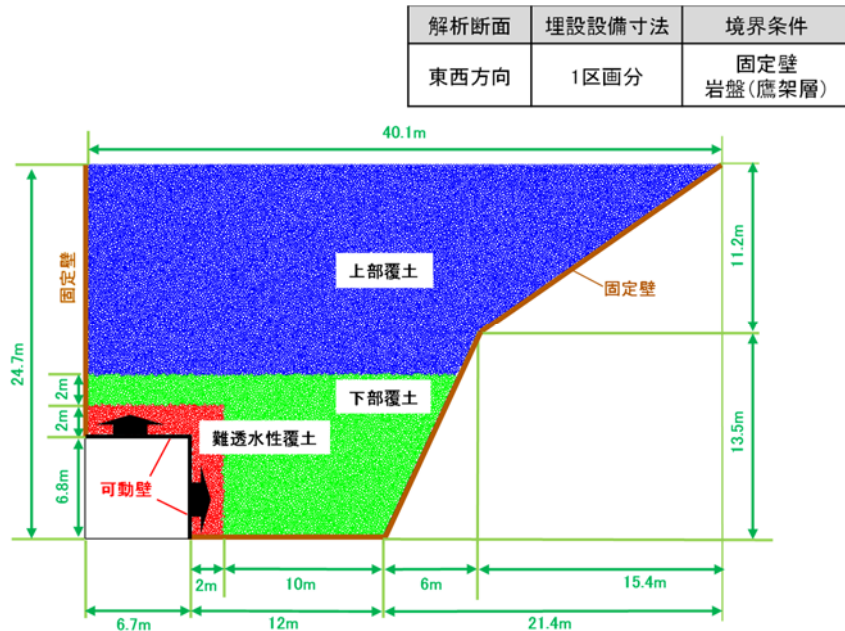 解析断面 埋設設備寸法 境界条件
東西方向 1区画分 固定壁
岩盤(鷹架層)
40.1m
上部覆土
固定壁
固定壁
11.2m
24.7m
2m
下部覆土
2m
難透水性覆土
可動壁
6.8m
13.5m
2m 10m 6m 15.4m
6.7m 12m 21.4m